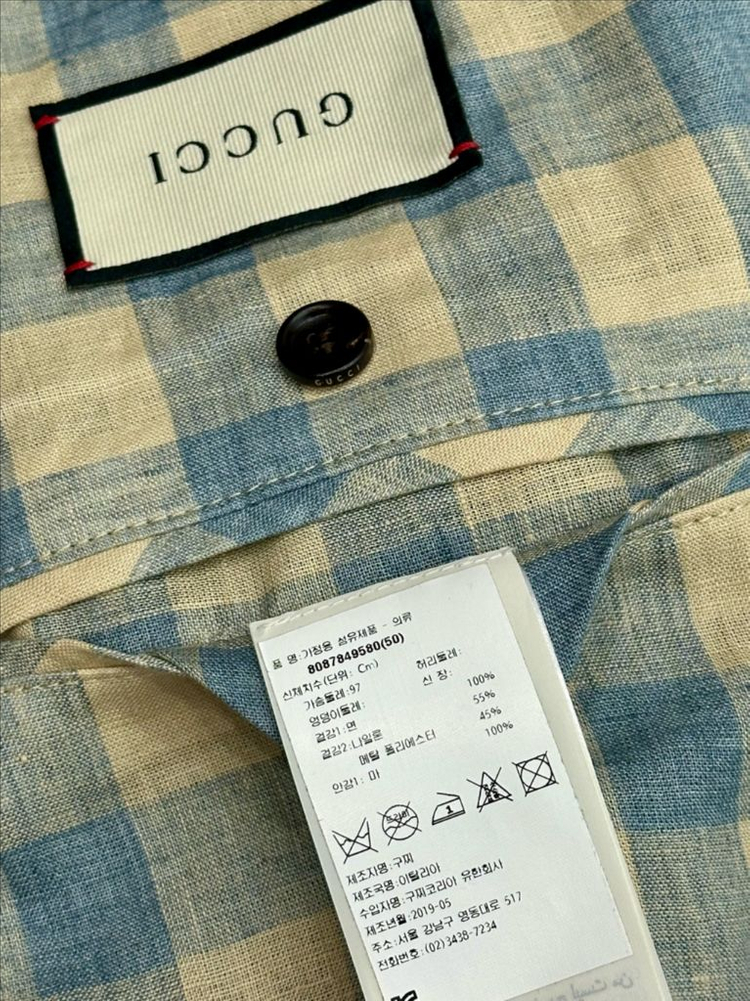 GUCCI
GUCCI
품 명:가정용 섬유제품 - 의류
8087849580(50)
신체치수(단위: Cm)
가슴둘레:97 허리둘레:
엉덩이둘레: 신 장:
겉감1:면 100%
겉감2:나일론 55%
메탈 폴리에스터 45%
안감1: 마 100%
드라이
1
제조자명:구찌
제조국명:이탈리아
수입자명:구찌코리아 유한회사
제조년월:2019-05
주소:서울 강남구 영동대로 517
전화번호:(02)3438-7234